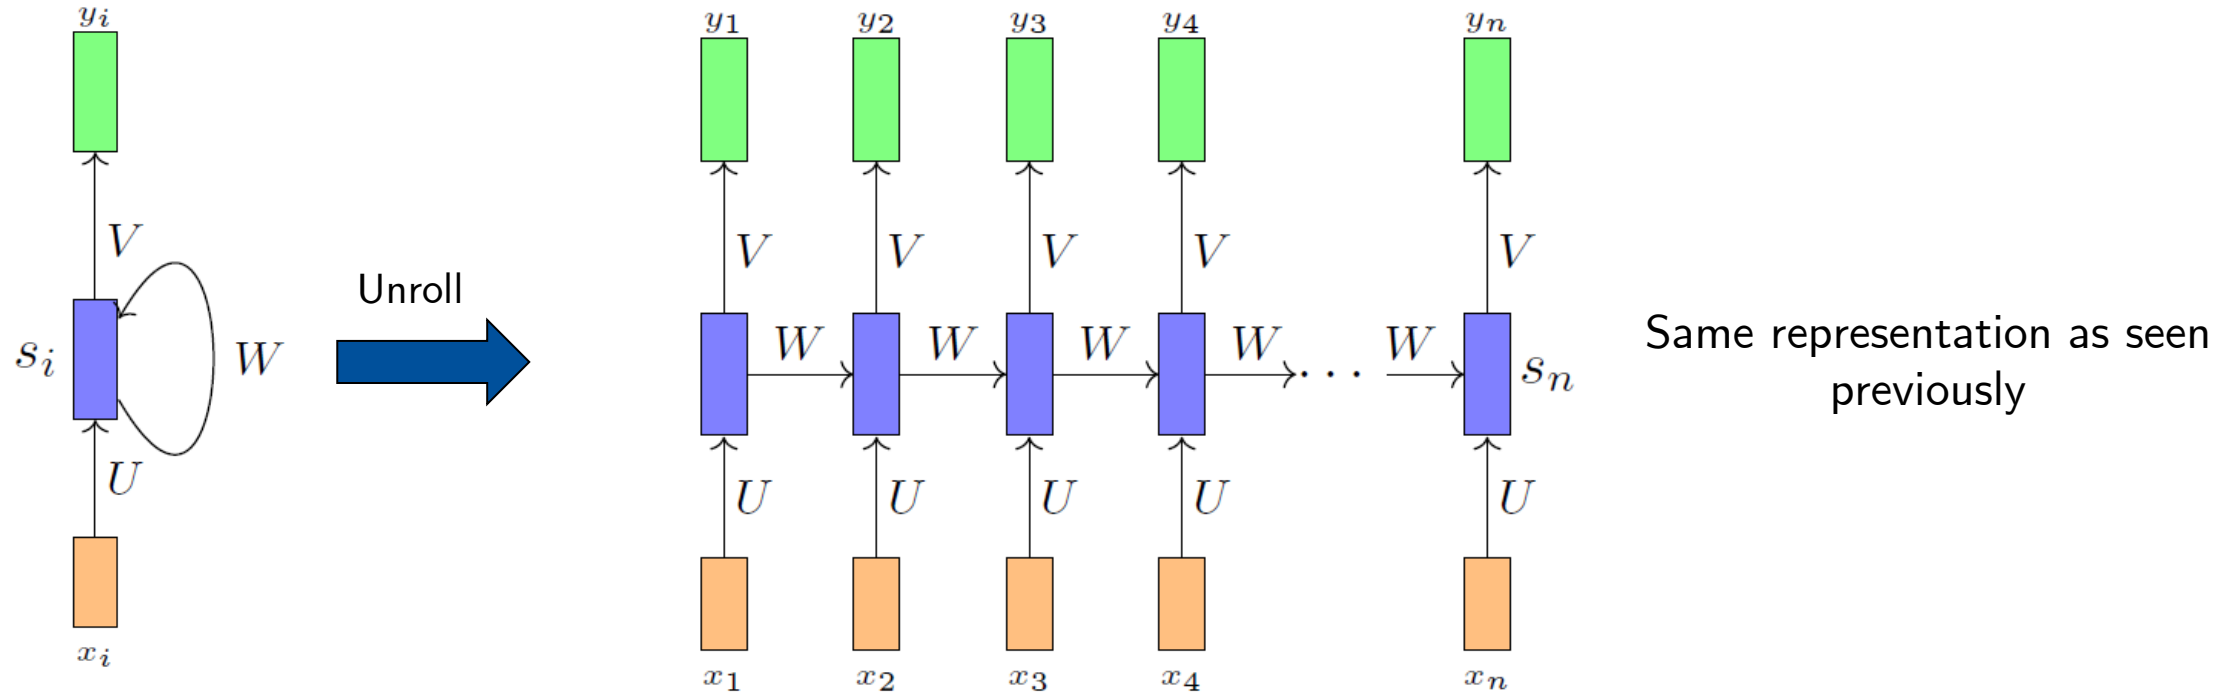 y_i
V
s_i
W
U
x_i
Unroll
y_1 y_2 y_3 y_4 y_n
V V V V V
W W W W W
s_n
U U U U U
x_1 x_2 x_3 x_4 x_n
Same representation as seen
previously